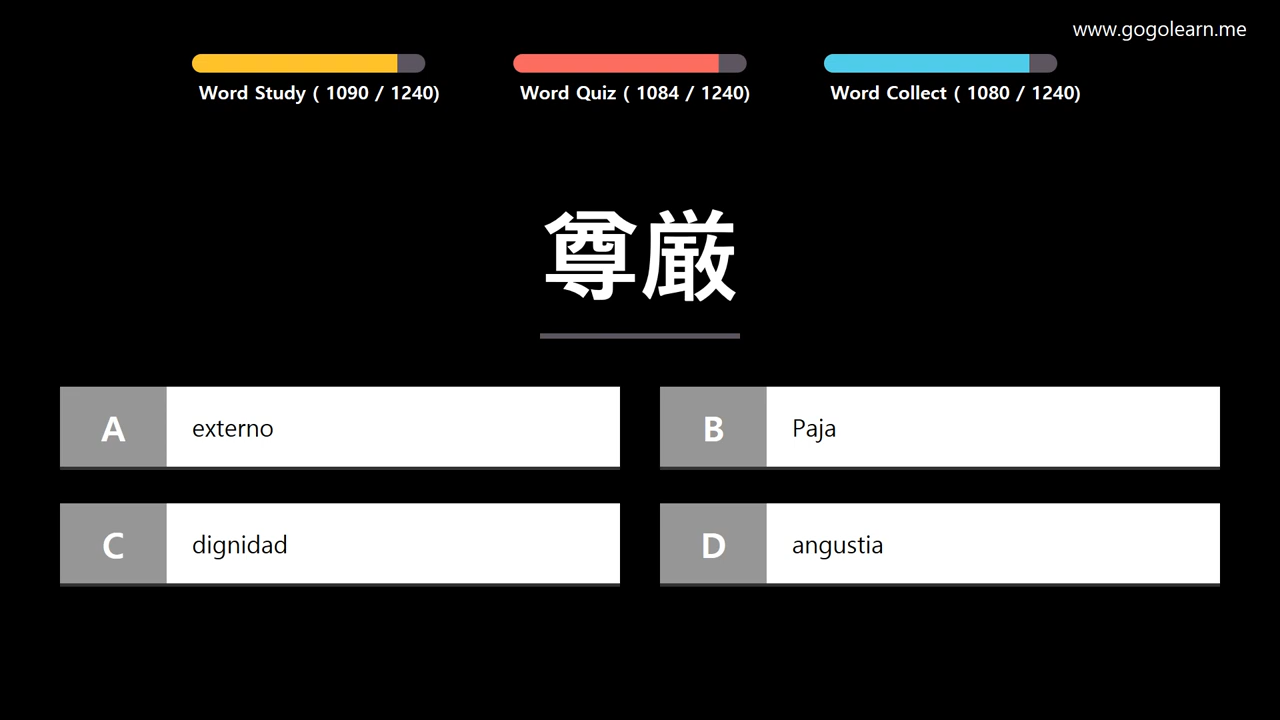 www.gogolearn.me
Word Study ( 1090 / 1240)
Word Quiz ( 1084 / 1240)
Word Collect ( 1080 / 1240)
尊厳
A externo
B Paja
C dignidad
D angustia